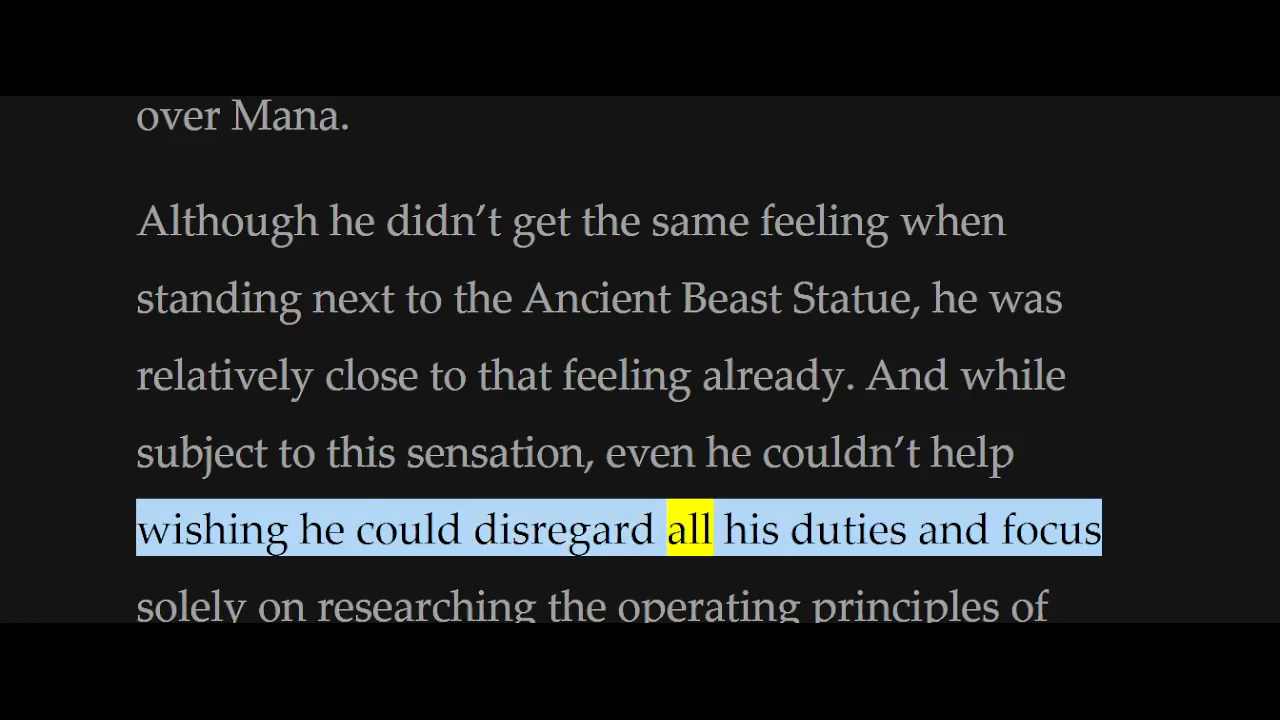 over Mana.
Although he didn’t get the same feeling when
standing next to the Ancient Beast Statue, he was
relatively close to that feeling already. And while
subject to this sensation, even he couldn’t help
wishing he could disregard all his duties and focus
solely on researching the operating principles of